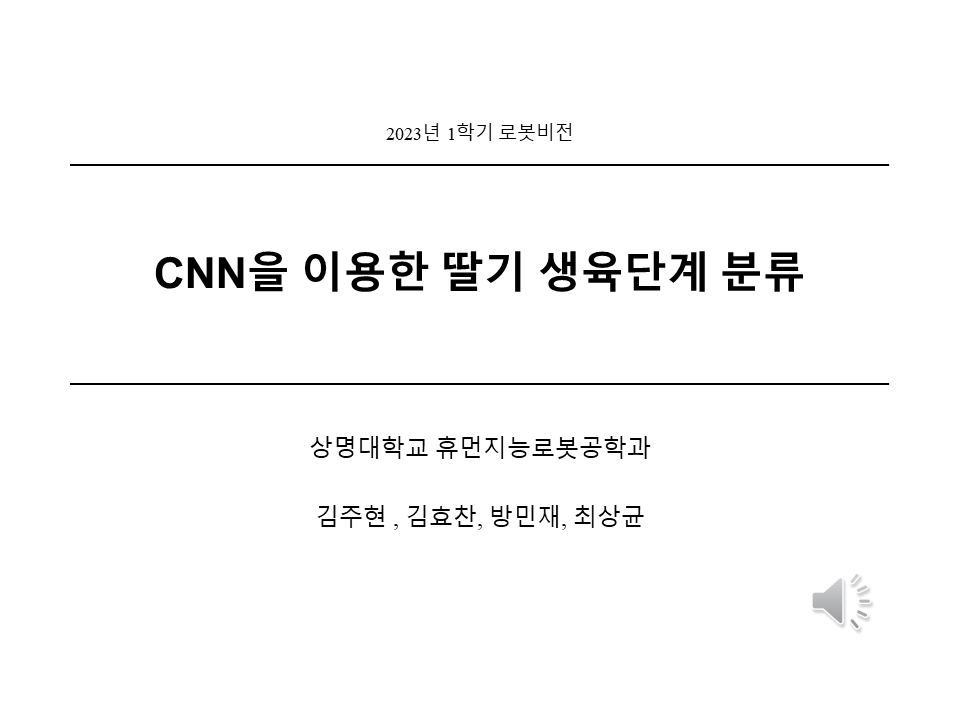 2023년 1학기 로봇비전
CNN을 이용한 딸기 생육단계 분류
상명대학교 휴먼지능로봇공학과
김주현 , 김효찬, 방민재, 최상균